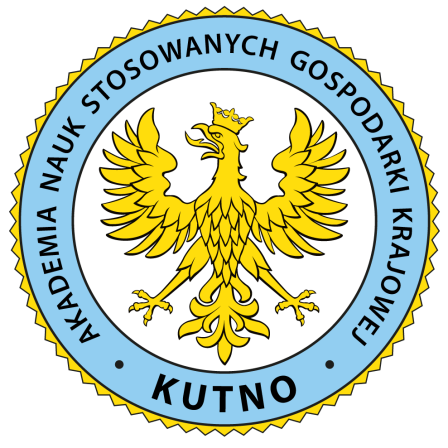 AKADEMIA NAUK STOSOWANYCH GOSPODARKI KRAJOWEJ
• KUTNO •